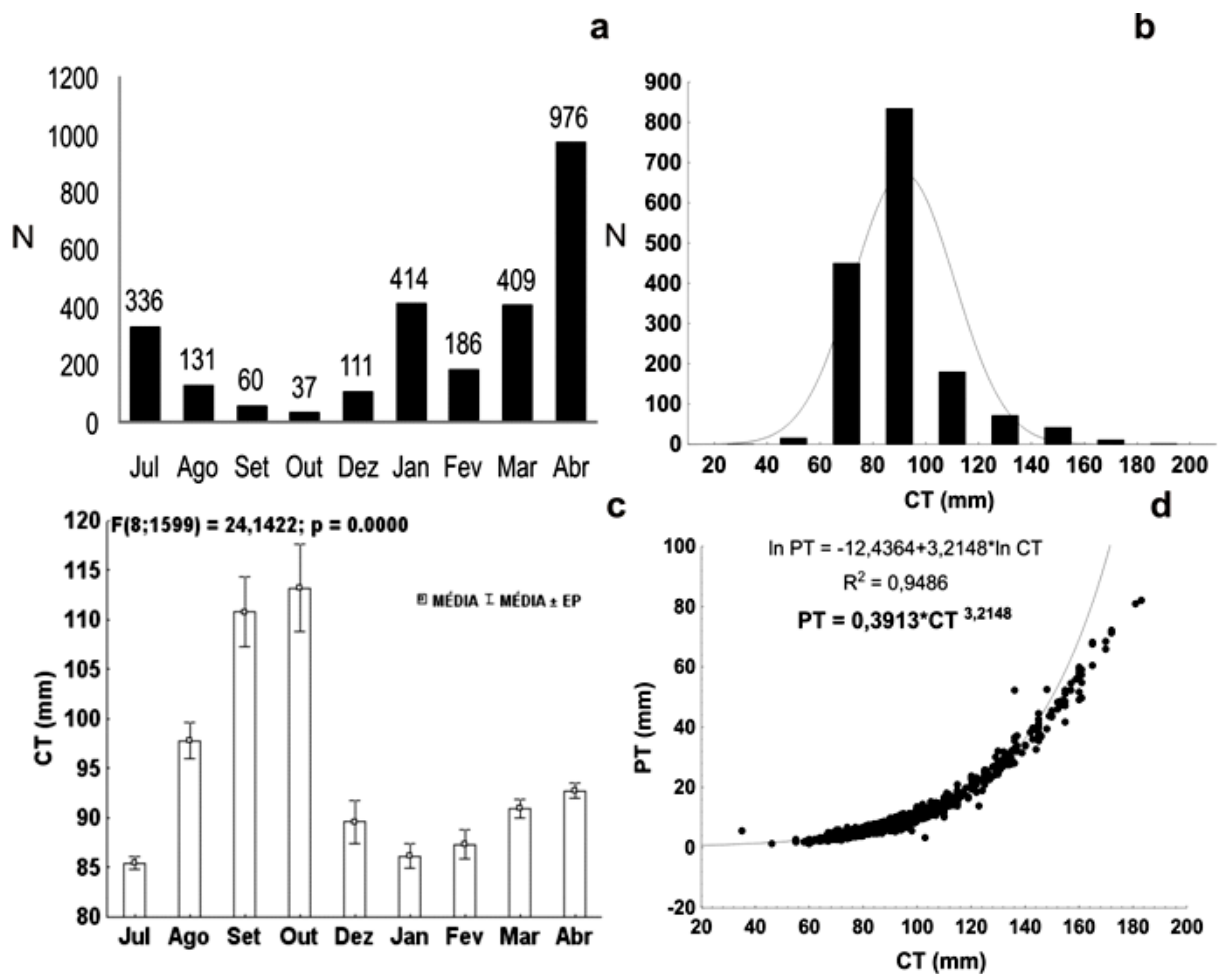 a
1200
1000
800
600
400
200
0
N
336
131
60
37
111
414
186
409
976
Jul Ago Set Out Dez Jan Fev Mar Abr
b
900
800
700
600
500
400
300
200
100
0
N
20 40 60 80 100 120 140 160 180 200
CT (mm)
c
F(8;1599) = 24,1422; p = 0.0000
MÉDIA MÉDIA ± EP
120
115
110
105
100
95
90
85
80
CT (mm)
Jul Ago Set Out Dez Jan Fev Mar Abr
d
ln PT = -12,4364+3,2148*ln CT
R² = 0,9486
PT = 0,3913*CT ³,²¹⁴⁸
100
80
60
40
20
0
-20
PT (mm)
20 40 60 80 100 120 140 160 180 200
CT (mm)